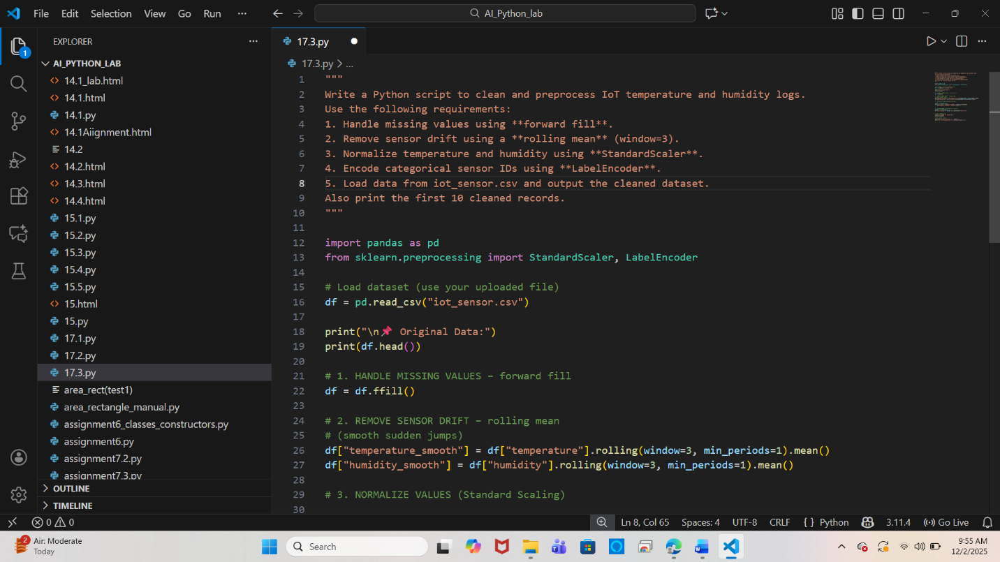 File Edit Selection View Go Run ··· AI_Python_lab
EXPLORER ···
1
AI_PYTHON_LAB
14.1_lab.html
14.1.html
14.1.py
14.1Aiignment.html
14.2
14.2.html
14.3.html
14.4.html
15.1.py
15.2.py
15.3.py
15.4.py
15.5.py
15.html
15.py
17.1.py
17.2.py
17.3.py
area_rect(test1)
area_rectangle_manual.py
assignment6_classes_constructors.py
assignment6.py
assignment7.2.py
assignment7.3.py
OUTLINE
TIMELINE
17.3.py
17.3.py > ...
1 """
2 Write a Python script to clean and preprocess IoT temperature and humidity logs.
3 Use the following requirements:
4 1. Handle missing values using **forward fill**.
5 2. Remove sensor drift using a **rolling mean** (window=3).
6 3. Normalize temperature and humidity using **StandardScaler**.
7 4. Encode categorical sensor IDs using **LabelEncoder**.
8 5. Load data from iot_sensor.csv and output the cleaned dataset.
9 Also print the first 10 cleaned records.
10 """
11
12 import pandas as pd
13 from sklearn.preprocessing import StandardScaler, LabelEncoder
14
15 # Load dataset (use your uploaded file)
16 df = pd.read_csv("iot_sensor.csv")
17
18 print("\n📌 Original Data:")
19 print(df.head())
20
21 # 1. HANDLE MISSING VALUES – forward fill
22 df = df.ffill()
23
24 # 2. REMOVE SENSOR DRIFT – rolling mean
25 # (smooth sudden jumps)
26 df["temperature_smooth"] = df["temperature"].rolling(window=3, min_periods=1).mean()
27 df["humidity_smooth"] = df["humidity"].rolling(window=3, min_periods=1).mean()
28
29 # 3. NORMALIZE VALUES (Standard Scaling)
30
0 0 Ln 8, Col 65 Spaces: 4 UTF-8 CRLF { } Python 3.11.4 Go Live
2 Air: Moderate
Today
Search
9:55 AM
12/2/2025